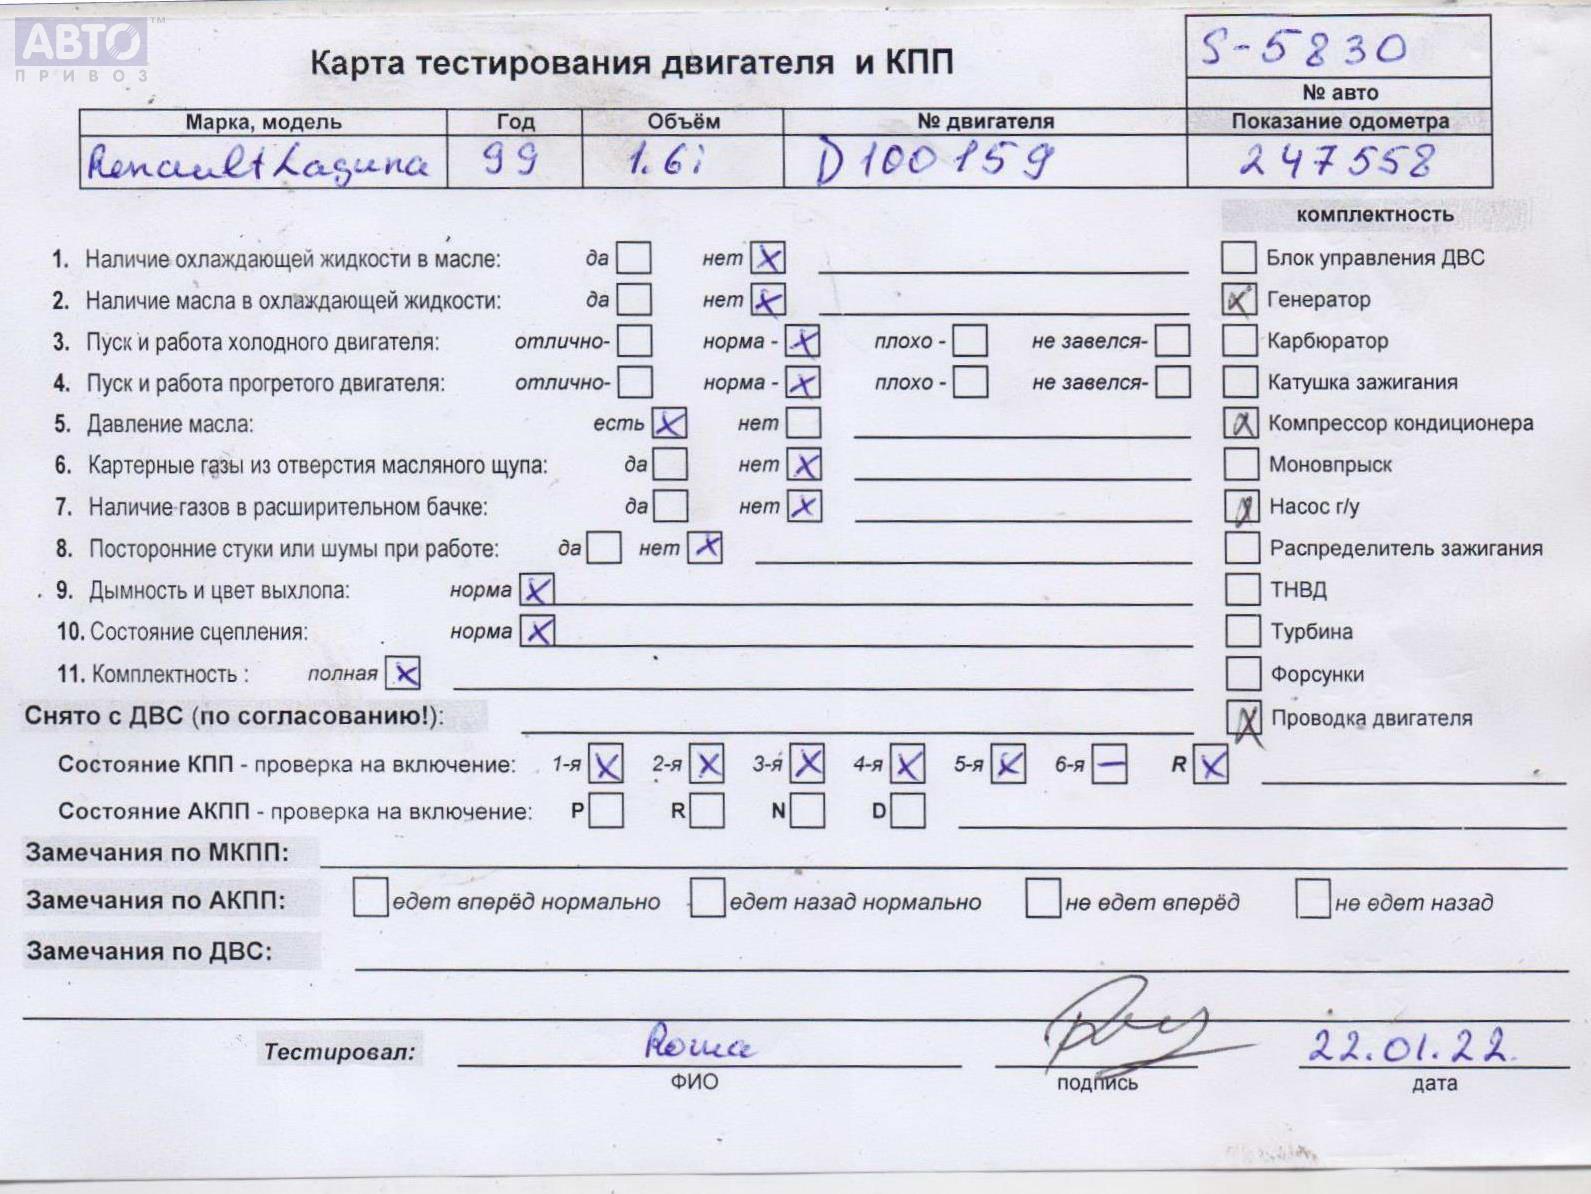 АВТО™
ПРИВОЗ
Карта тестирования двигателя и КПП
S-5830
№ авто
Марка, модель Год Объём № двигателя Показание одометра
Renault Laguna 99 1.6i D100159 247558
комплектность
1. Наличие охлаждающей жидкости в масле: да нет X Блок управления ДВС
2. Наличие масла в охлаждающей жидкости: да нет X X Генератор
3. Пуск и работа холодного двигателя: отлично- норма - X плохо - не завелся- Карбюратор
4. Пуск и работа прогретого двигателя: отлично- норма - X плохо - не завелся- Катушка зажигания
5. Давление масла: есть X нет X Компрессор кондиционера
6. Картерные газы из отверстия масляного щупа: да нет X Моновпрыск
7. Наличие газов в расширительном бачке: да нет X X Насос г/у
8. Посторонние стуки или шумы при работе: да нет X Распределитель зажигания
9. Дымность и цвет выхлопа: норма X ТНВД
10. Состояние сцепления: норма X Турбина
11. Комплектность : полная X Форсунки
Снято с ДВС (по согласованию!): X Проводка двигателя
Состояние КПП - проверка на включение: 1-я X 2-я X 3-я X 4-я X 5-я X 6-я — R X
Состояние АКПП - проверка на включение: P R N D
Замечания по МКПП:
Замечания по АКПП: едет вперёд нормально едет назад нормально не едет вперёд не едет назад
Замечания по ДВС:
Тестировал: Рома 22.01.22.
ФИО подпись дата